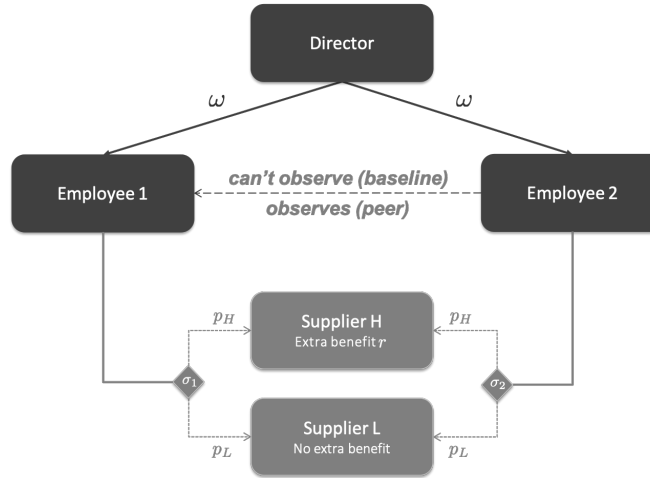 Director
ω
ω
can't observe (baseline)
Employee 1
Employee 2
observes (peer)
p_H
Supplier H
p_H
Extra benefit r
σ₁
σ₂
Supplier L
p_L
No extra benefit
p_L